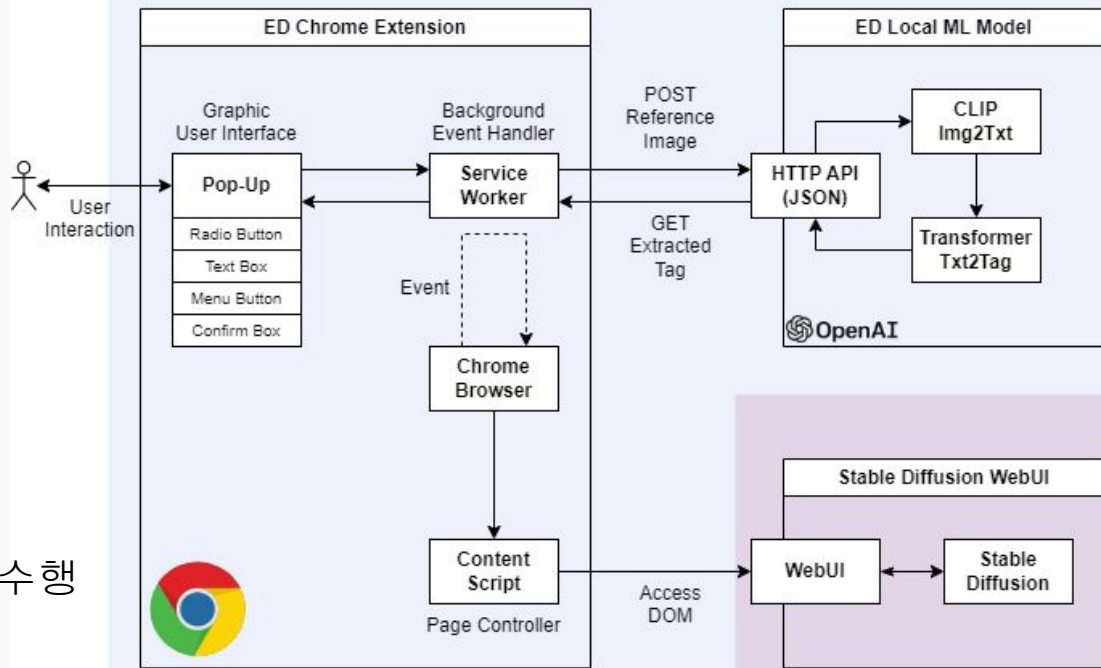 ED Chrome Extension
ED Local ML Model
Graphic
User Interface
Background
Event Handler
POST
Reference
Image
CLIP
Img2Txt
Pop-Up
Service
Worker
HTTP API
(JSON)
User
Interaction
Radio Button
Text Box
Menu Button
Confirm Box
GET
Extracted
Tag
Transformer
Txt2Tag
Event
OpenAI
Chrome
Browser
Stable Diffusion WebUI
수행
Content
Script
Page Controller
Access
DOM
WebUI
Stable
Diffusion